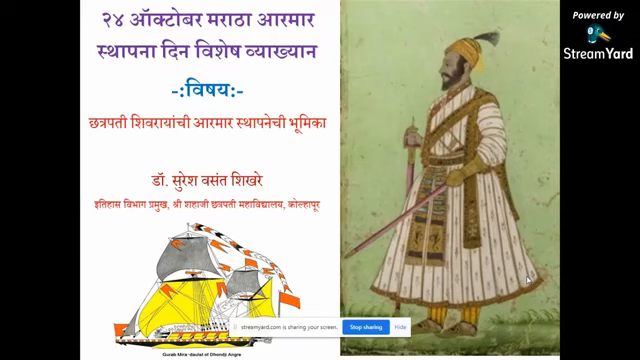 २४ ऑक्टोबर मराठा आरमार
स्थापना दिन विशेष व्याख्यान
-:विषय:-
छत्रपती शिवरायांची आरमार स्थापनेची भूमिका
डॉ. सुरेश वसंत शिखरे
इतिहास विभाग प्रमुख, श्री शहाजी छत्रपती महाविद्यालय, कोल्हापूर
Gurab Mira -daulat of Dhondji Angre
streamyard.com is sharing your screen.
Stop sharing
Hide
Powered by
StreamYard